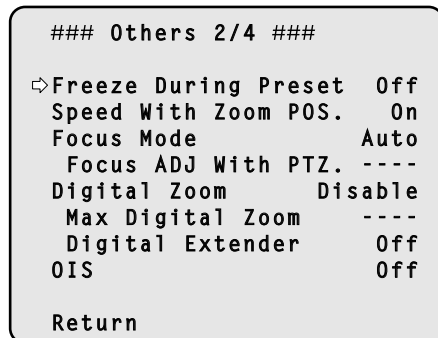 ### Others 2/4 ###
⇨Freeze During Preset Off
Speed With Zoom POS. On
Focus Mode Auto
Focus ADJ With PTZ. ----
Digital Zoom Disable
Max Digital Zoom ----
Digital Extender Off
OIS Off
Return